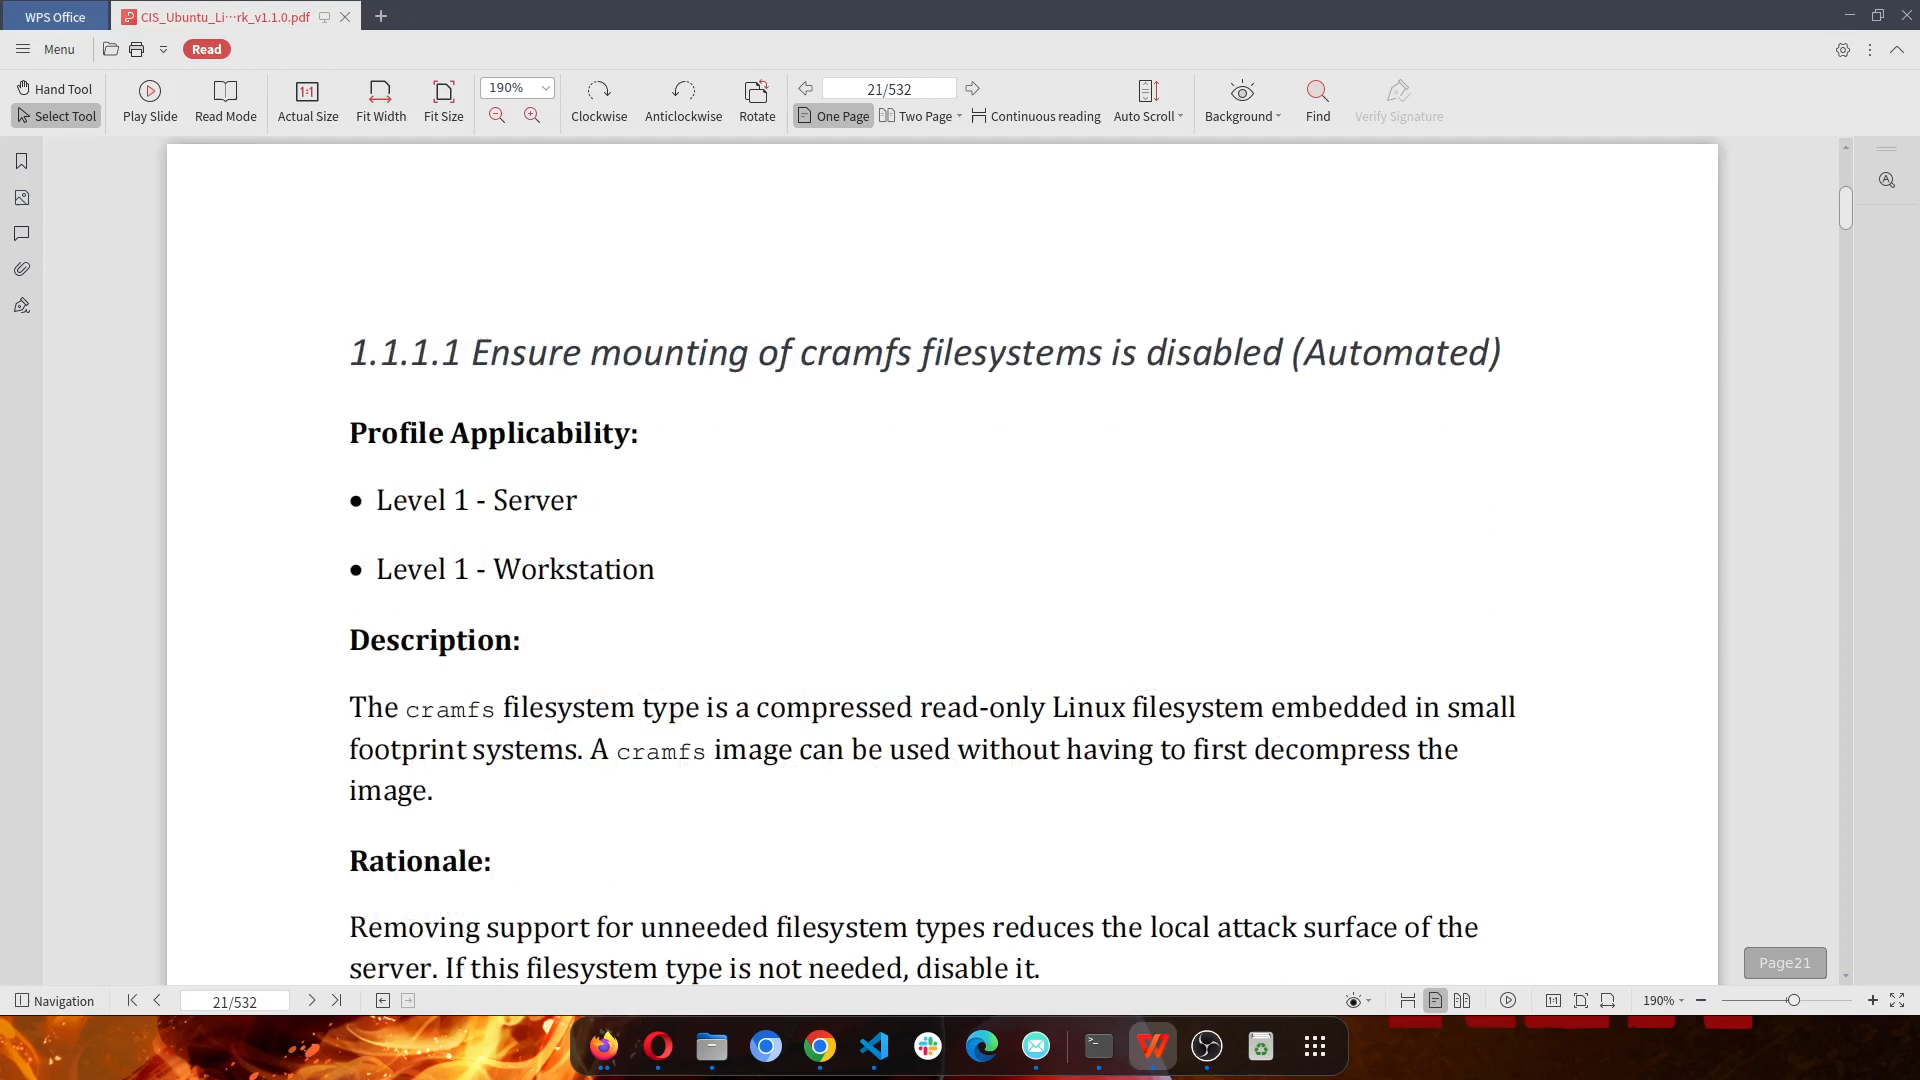 WPS Office
CIS_Ubuntu_Li···rk_v1.1.0.pdf
Menu
Read
Hand Tool
Select Tool
Play Slide
Read Mode
1:1
Actual Size
Fit Width
Fit Size
190%
Clockwise
Anticlockwise
Rotate
21/532
One Page
Two Page
Continuous reading
Auto Scroll
Background
Find
Verify Signature
1.1.1.1 Ensure mounting of cramfs filesystems is disabled (Automated)
Profile Applicability:
• Level 1 - Server
• Level 1 - Workstation
Description:
The cramfs filesystem type is a compressed read-only Linux filesystem embedded in small
footprint systems. A cramfs image can be used without having to first decompress the
image.
Rationale:
Removing support for unneeded filesystem types reduces the local attack surface of the
server. If this filesystem type is not needed, disable it.
Page21
Navigation
21/532
1:1
190%